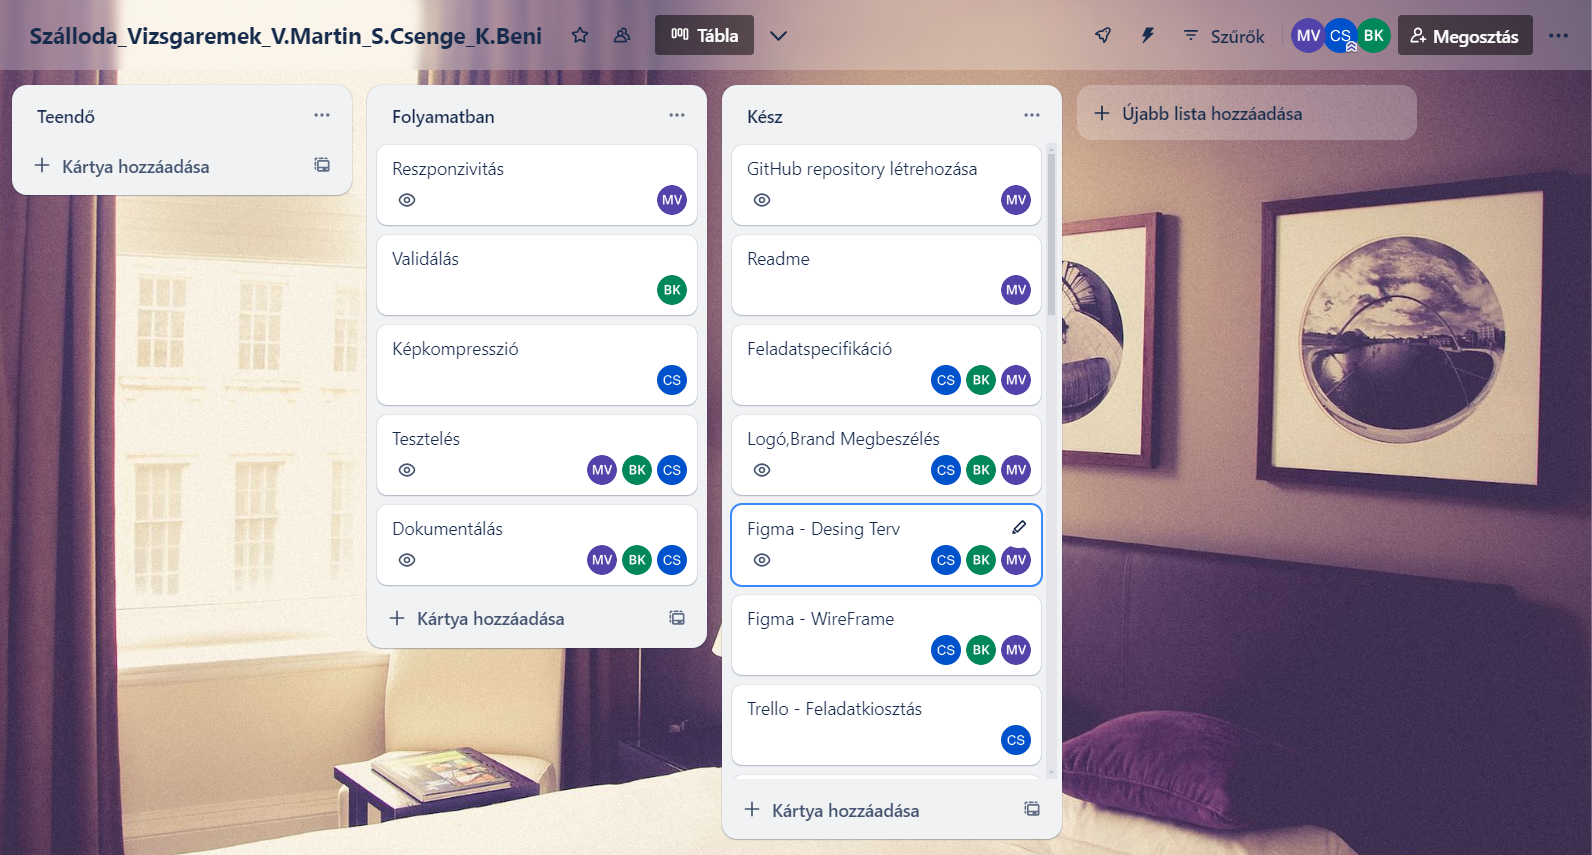 Szálloda_Vizsgaremek_V.Martin_S.Csenge_K.Beni
Tábla
Szűrők
MV CS BK
Megosztás
Teendő
Kártya hozzáadása
Folyamatban
Reszponzivitás
MV
Validálás
BK
Képkompresszió
CS
Tesztelés
MV BK CS
Dokumentálás
MV BK CS
Kártya hozzáadása
Kész
GitHub repository létrehozása
MV
Readme
MV
Feladatspecifikáció
CS BK MV
Logó,Brand Megbeszélés
CS BK MV
Figma - Desing Terv
CS BK MV
Figma - WireFrame
CS BK MV
Trello - Feladatkiosztás
CS
Kártya hozzáadása
Újabb lista hozzáadása